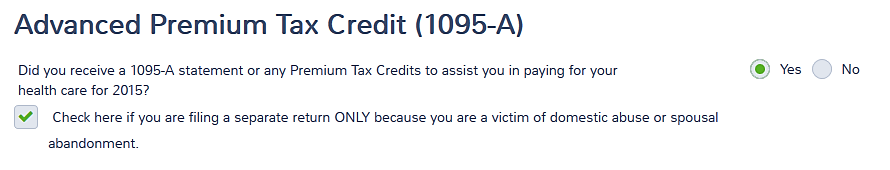 Advanced Premium Tax Credit (1095-A)
Did you receive a 1095-A statement or any Premium Tax Credits to assist you in paying for your
health care for 2015?
Yes No
Check here if you are filing a separate return ONLY because you are a victim of domestic abuse or spousal
abandonment.